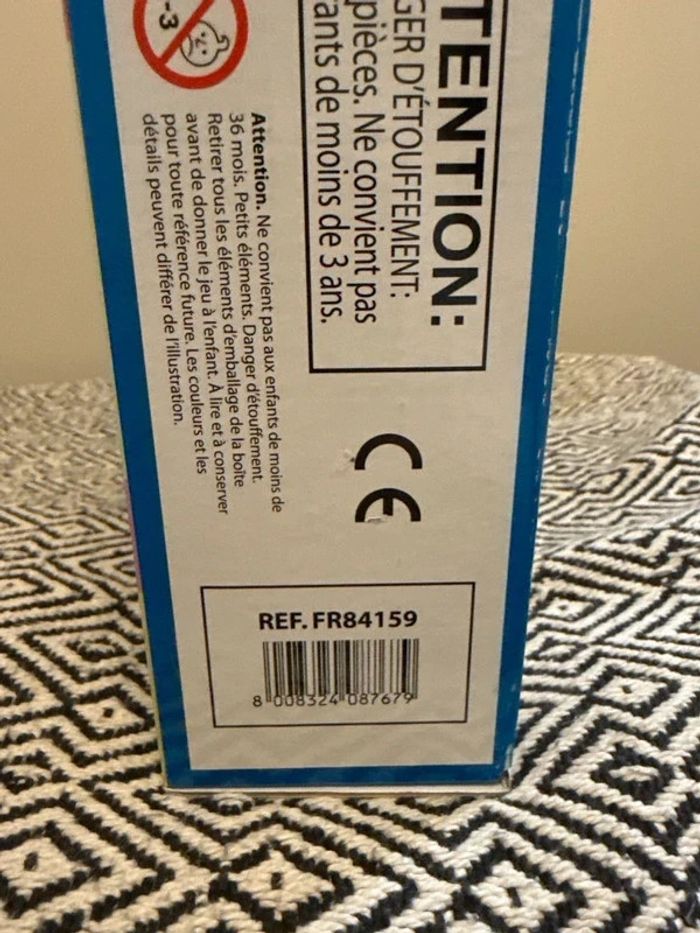 TENTION:
GER D'ÉTOUFFEMENT:
pièces. Ne convient pas
ants de moins de 3 ans.
-3
Attention. Ne convient pas aux enfants de moins de
36 mois. Petits éléments. Danger d'étouffement.
Retirer tous les éléments d'emballage de la boîte
avant de donner le jeu à l'enfant. À lire et à conserver
pour toute référence future. Les couleurs et les
détails peuvent différer de l'illustration.
CE
REF. FR84159
8 008324 087679